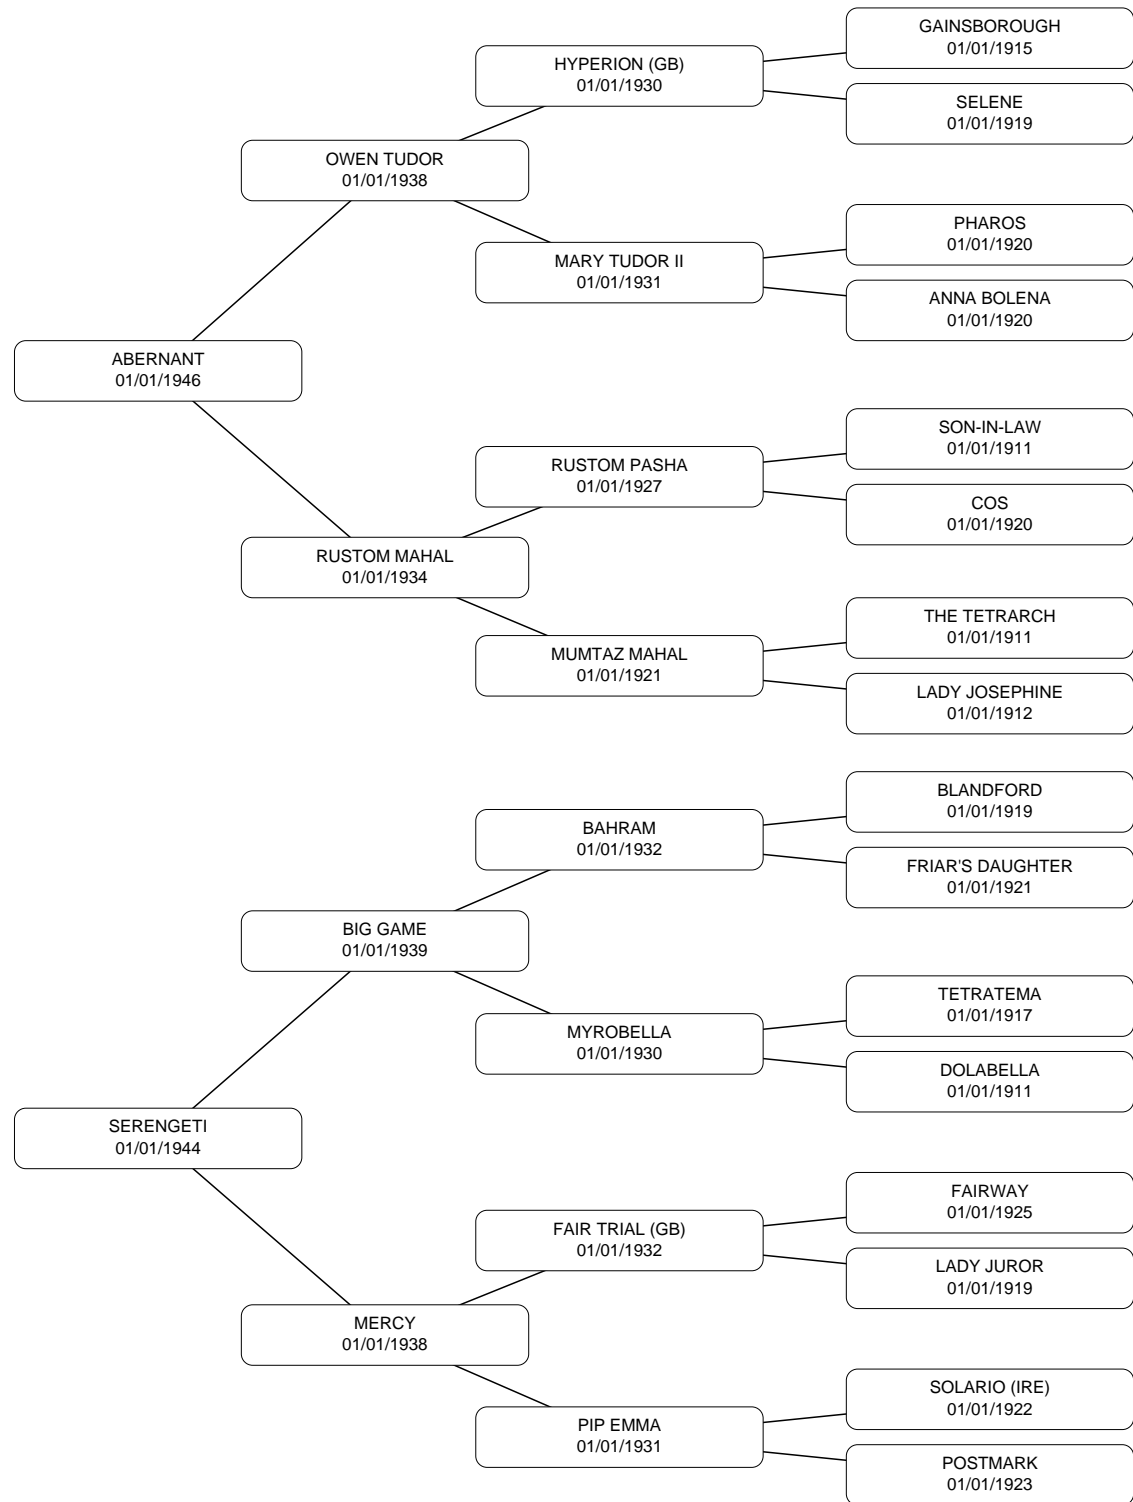 GAINSBOROUGH
01/01/1915
HYPERION (GB)
01/01/1930
SELENE
01/01/1919
OWEN TUDOR
01/01/1938
PHAROS
01/01/1920
MARY TUDOR II
01/01/1931
ANNA BOLENA
01/01/1920
ABERNANT
01/01/1946
SON-IN-LAW
01/01/1911
RUSTOM PASHA
01/01/1927
COS
01/01/1920
RUSTOM MAHAL
01/01/1934
THE TETRARCH
01/01/1911
MUMTAZ MAHAL
01/01/1921
LADY JOSEPHINE
01/01/1912
BLANDFORD
01/01/1919
BAHRAM
01/01/1932
FRIAR'S DAUGHTER
01/01/1921
BIG GAME
01/01/1939
TETRATEMA
01/01/1917
MYROBELLA
01/01/1930
DOLABELLA
01/01/1911
SERENGETI
01/01/1944
FAIRWAY
01/01/1925
FAIR TRIAL (GB)
01/01/1932
LADY JUROR
01/01/1919
MERCY
01/01/1938
SOLARIO (IRE)
01/01/1922
PIP EMMA
01/01/1931
POSTMARK
01/01/1923